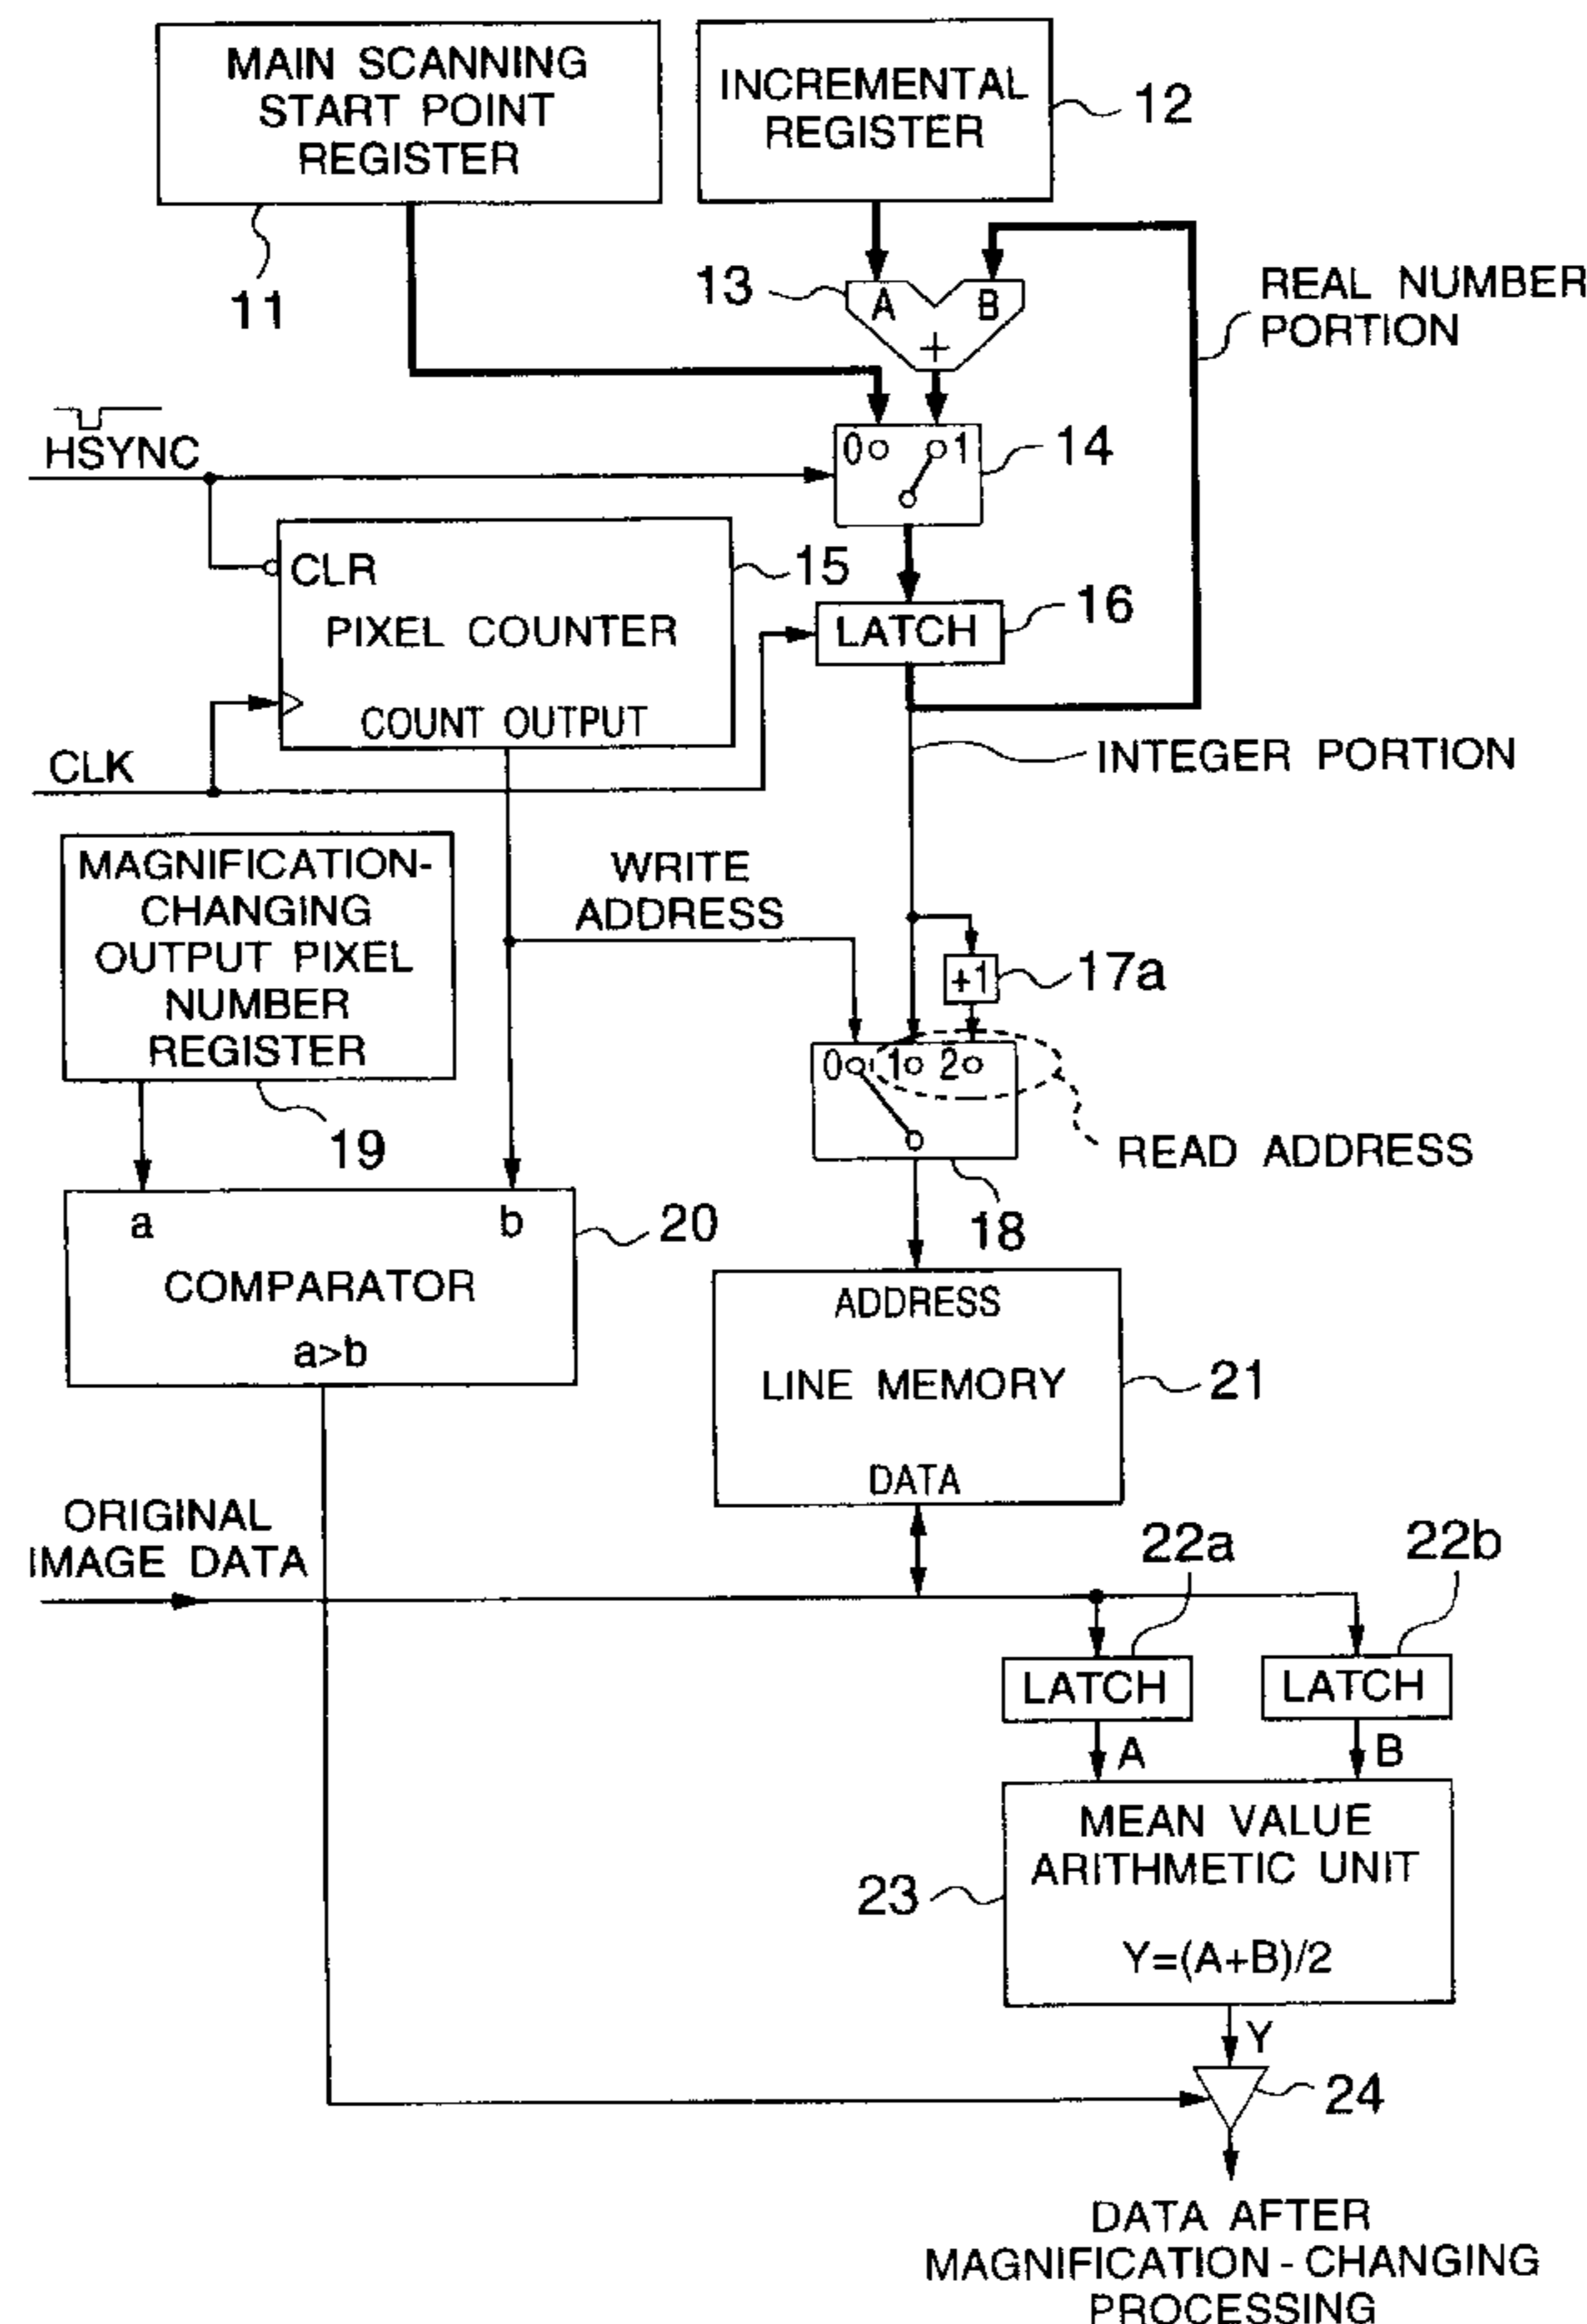 MAIN SCANNING
START POINT
REGISTER
11
INCREMENTAL
REGISTER
12
13
A
B
+
REAL NUMBER
PORTION
HSYNC
0
1
14
CLR
PIXEL COUNTER
COUNT OUTPUT
15
LATCH
16
CLK
INTEGER PORTION
MAGNIFICATION-
CHANGING
OUTPUT PIXEL
NUMBER
REGISTER
19
WRITE
ADDRESS
+1
17a
0
1
2
READ ADDRESS
18
a
b
COMPARATOR
a>b
20
ADDRESS
LINE MEMORY
DATA
21
ORIGINAL
IMAGE DATA
22a
22b
LATCH
LATCH
A
B
MEAN VALUE
ARITHMETIC UNIT
Y=(A+B)/2
23
Y
24
DATA AFTER
MAGNIFICATION - CHANGING
PROCESSING